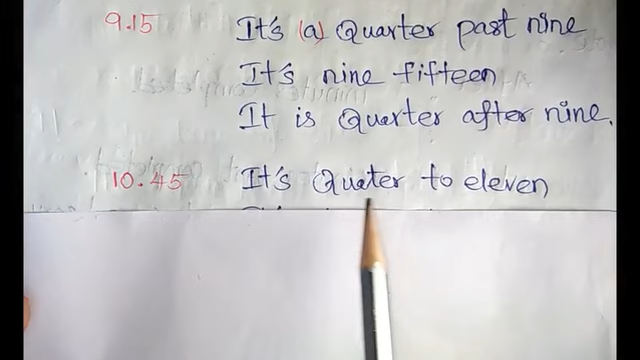 9.15 It's (a) Quarter past nine
It's nine fifteen
It is Quarter after nine.
10.45 It's Quater to eleven